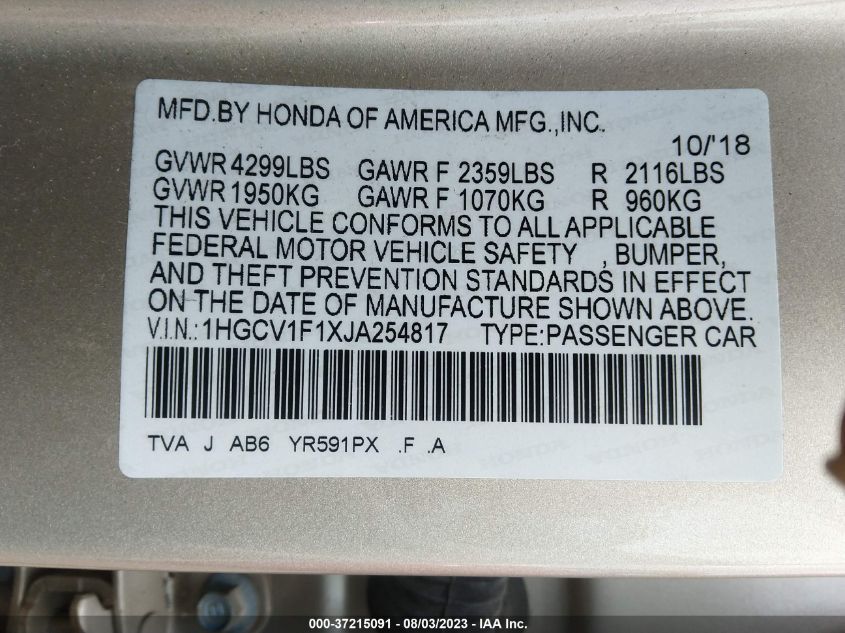 MFD.BY HONDA OF AMERICA MFG.,INC.
10/'18
GVWR 4299LBS GAWR F 2359LBS R 2116LBS
GVWR 1950KG GAWR F 1070KG R 960KG
THIS VEHICLE CONFORMS TO ALL APPLICABLE
FEDERAL MOTOR VEHICLE SAFETY , BUMPER,
AND THEFT PREVENTION STANDARDS IN EFFECT
ON THE DATE OF MANUFACTURE SHOWN ABOVE.
V.I.N.:1HGCV1F1XJA254817 TYPE:PASSENGER CAR
TVA J AB6 YR591PX .F .A
000-37215091 - 08/03/2023 - IAA Inc.